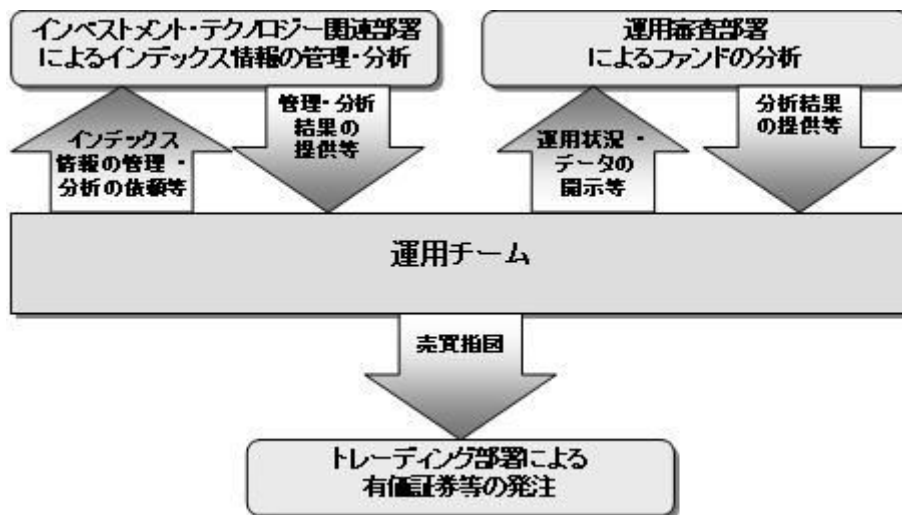 インベストメント・テクノロジー関連部署
によるインデックス情報の管理・分析
運用審査部署
によるファンドの分析
インデックス
情報の管理・
分析の依頼等
管理・分析
結果の
提供等
運用状況・
データの
開示等
分析結果
の提供等
運用チーム
売買指図
トレーディング部署による
有価証券等の発注